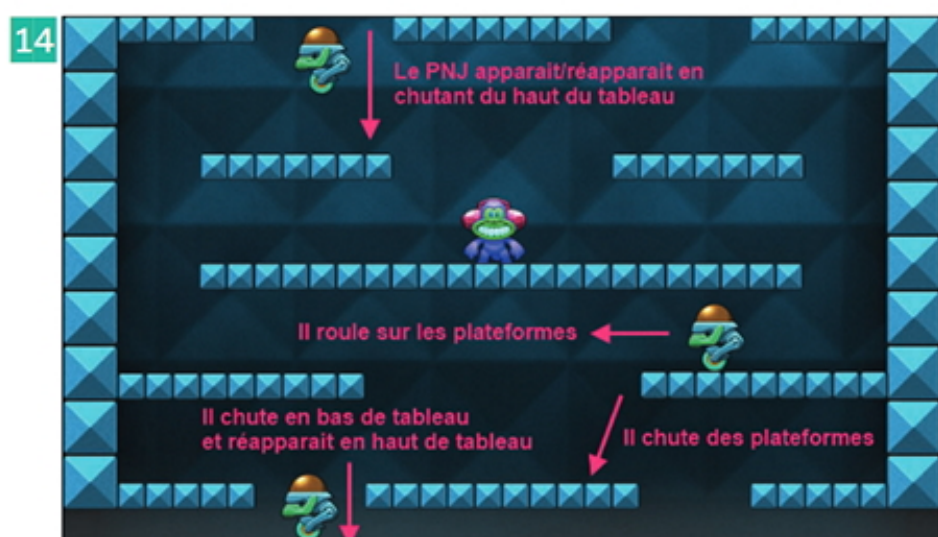 14
Le PNJ apparait/réapparait en
chutant du haut du tableau
Il roule sur les plateformes
Il chute en bas de tableau
et réapparait en haut de tableau
Il chute des plateformes